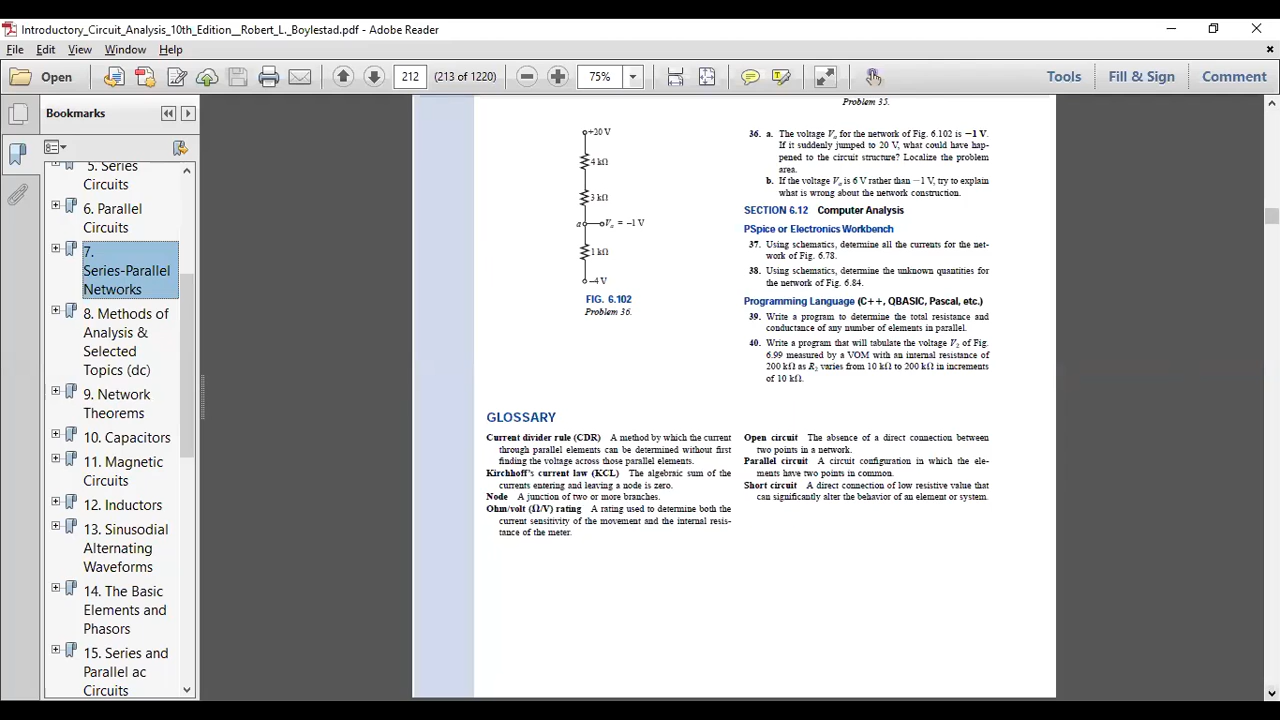 Introductory_Circuit_Analysis_10th_Edition__Robert_L._Boylestad.pdf - Adobe Reader
File Edit View Window Help
Open 212 (213 of 1220) 75% Tools Fill & Sign Comment
Bookmarks
5. Series
Circuits
6. Parallel
Circuits
7.
Series-Parallel
Networks
8. Methods of
Analysis &
Selected
Topics (dc)
9. Network
Theorems
10. Capacitors
11. Magnetic
Circuits
12. Inductors
13. Sinusodial
Alternating
Waveforms
14. The Basic
Elements and
Phasors
15. Series and
Parallel ac
Circuits
+20 V
4 kΩ
3 kΩ
a Va = –1 V
1 kΩ
–4 V
FIG. 6.102
Problem 36.
Problem 35.
36. a. The voltage Va for the network of Fig. 6.102 is −1 V.
If it suddenly jumped to 20 V, what could have hap-
pened to the circuit structure? Localize the problem
area.
b. If the voltage Va is 6 V rather than −1 V, try to explain
what is wrong about the network construction.
SECTION 6.12 Computer Analysis
PSpice or Electronics Workbench
37. Using schematics, determine all the currents for the net-
work of Fig. 6.78.
38. Using schematics, determine the unknown quantities for
the network of Fig. 6.84.
Programming Language (C++, QBASIC, Pascal, etc.)
39. Write a program to determine the total resistance and
conductance of any number of elements in parallel.
40. Write a program that will tabulate the voltage V2 of Fig.
6.99 measured by a VOM with an internal resistance of
200 kΩ as R2 varies from 10 kΩ to 200 kΩ in increments
of 10 kΩ.
GLOSSARY
Current divider rule (CDR) A method by which the current
through parallel elements can be determined without first
finding the voltage across those parallel elements.
Kirchhoff's current law (KCL) The algebraic sum of the
currents entering and leaving a node is zero.
Node A junction of two or more branches.
Ohm/volt (Ω/V) rating A rating used to determine both the
current sensitivity of the movement and the internal resis-
tance of the meter.
Open circuit The absence of a direct connection between
two points in a network.
Parallel circuit A circuit configuration in which the ele-
ments have two points in common.
Short circuit A direct connection of low resistive value that
can significantly alter the behavior of an element or system.